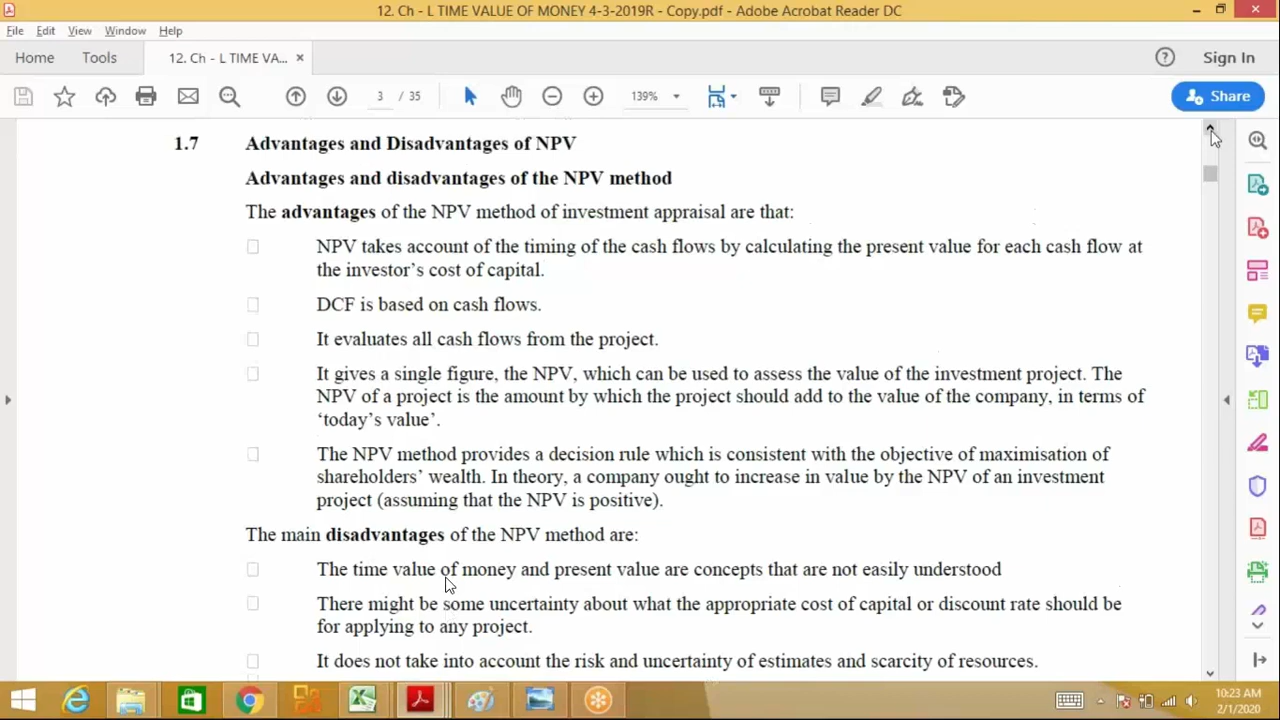 12. Ch - L TIME VALUE OF MONEY 4-3-2019R - Copy.pdf - Adobe Acrobat Reader DC
File Edit View Window Help
Home Tools 12. Ch - L TIME VA... × Sign In
3 / 35 139% Share
1.7 Advantages and Disadvantages of NPV
Advantages and disadvantages of the NPV method
The advantages of the NPV method of investment appraisal are that:
NPV takes account of the timing of the cash flows by calculating the present value for each cash flow at
the investor's cost of capital.
DCF is based on cash flows.
It evaluates all cash flows from the project.
It gives a single figure, the NPV, which can be used to assess the value of the investment project. The
NPV of a project is the amount by which the project should add to the value of the company, in terms of
‘today’s value’.
The NPV method provides a decision rule which is consistent with the objective of maximisation of
shareholders’ wealth. In theory, a company ought to increase in value by the NPV of an investment
project (assuming that the NPV is positive).
The main disadvantages of the NPV method are:
The time value of money and present value are concepts that are not easily understood
There might be some uncertainty about what the appropriate cost of capital or discount rate should be
for applying to any project.
It does not take into account the risk and uncertainty of estimates and scarcity of resources.
10:23 AM
2/1/2020